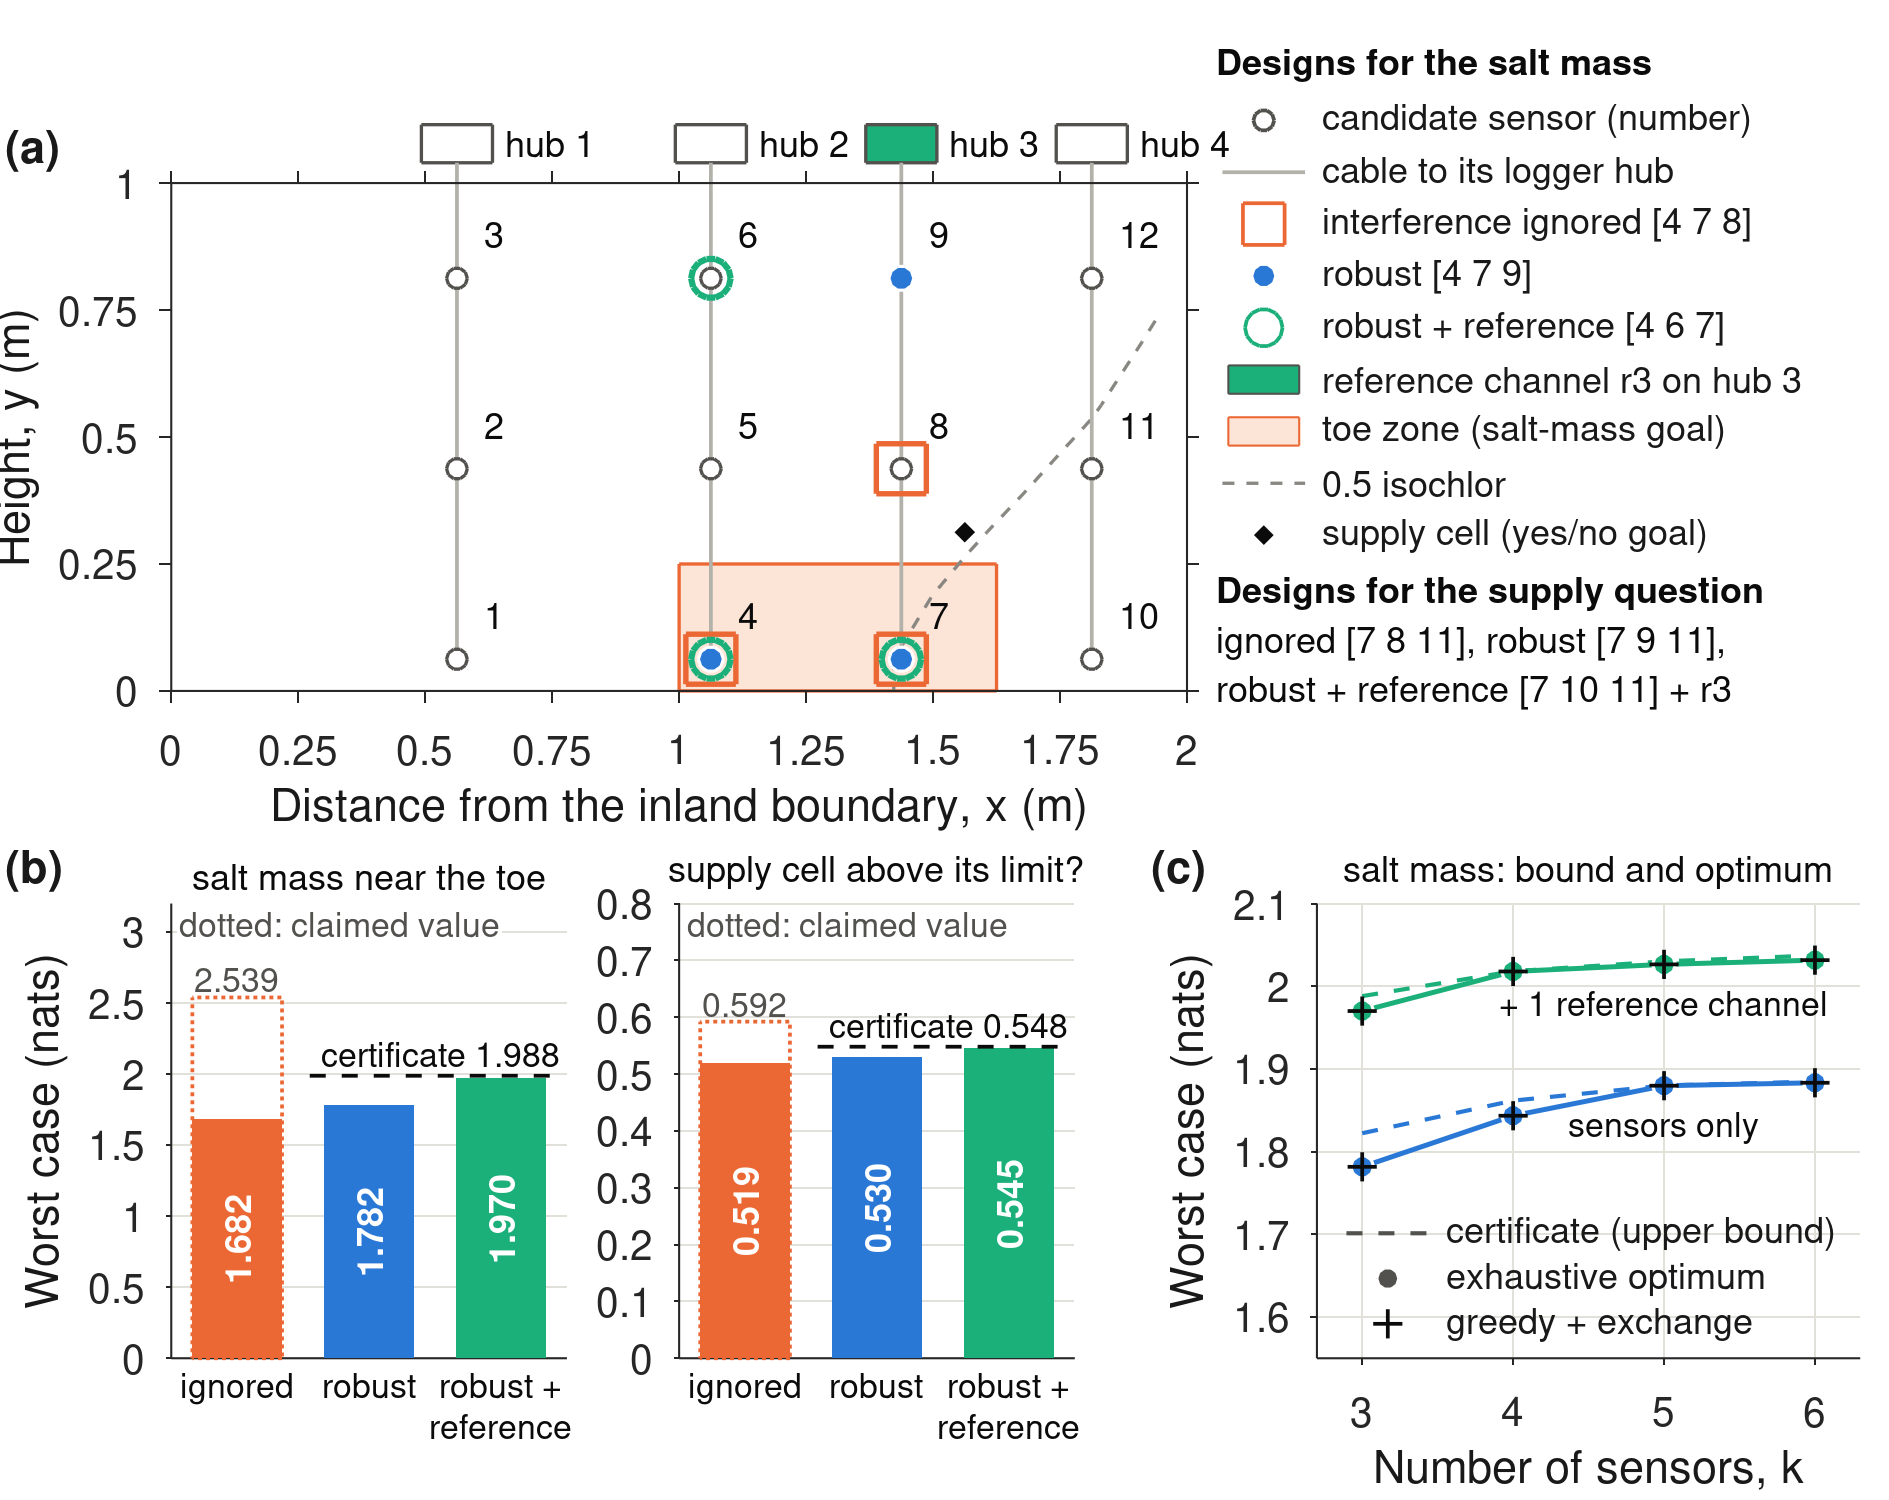 (a)
hub 1
hub 2
hub 3
hub 4
Designs for the salt mass
candidate sensor (number)
cable to its logger hub
interference ignored [4 7 8]
robust [4 7 9]
robust + reference [4 6 7]
reference channel r3 on hub 3
toe zone (salt-mass goal)
0.5 isochlor
supply cell (yes/no goal)
Designs for the supply question
ignored [7 8 11], robust [7 9 11],
robust + reference [7 10 11] + r3
Height, y (m)
1
0.75
0.5
0.25
0
3
6
9
12
2
5
8
11
1
4
7
10
0
0.25
0.5
0.75
1
1.25
1.5
1.75
2
Distance from the inland boundary, x (m)
(b)
salt mass near the toe
dotted: claimed value
Worst case (nats)
3
2.5
2
1.5
1
0.5
0
2.539
certificate 1.988
1.682
1.782
1.970
ignored
robust
robust +
reference
supply cell above its limit?
dotted: claimed value
0.8
0.7
0.6
0.5
0.4
0.3
0.2
0.1
0
0.592
certificate 0.548
0.519
0.530
0.545
ignored
robust
robust +
reference
(c)
salt mass: bound and optimum
Worst case (nats)
2.1
2
1.9
1.8
1.7
1.6
+ 1 reference channel
sensors only
certificate (upper bound)
exhaustive optimum
greedy + exchange
3
4
5
6
Number of sensors, k